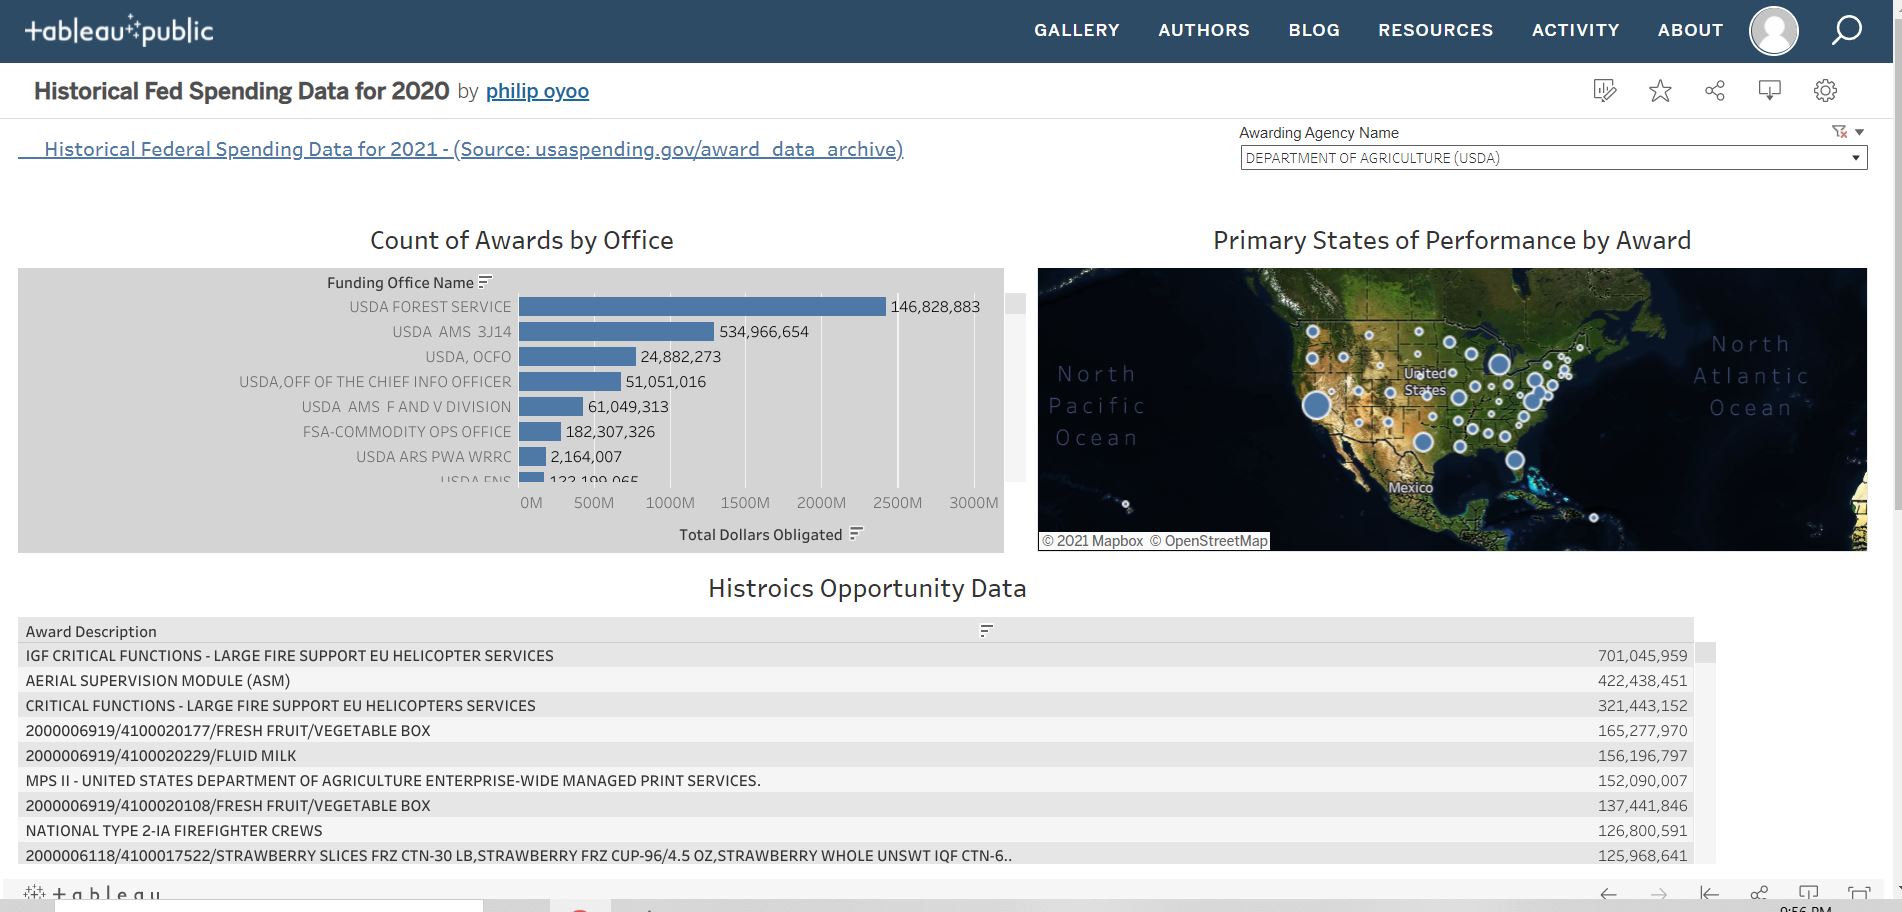 tableau public
GALLERY AUTHORS BLOG RESOURCES ACTIVITY ABOUT
Historical Fed Spending Data for 2020 by philip oyoo
Historical Federal Spending Data for 2021 - (Source: usaspending.gov/award_data_archive)
Awarding Agency Name
DEPARTMENT OF AGRICULTURE (USDA)
Count of Awards by Office
Funding Office Name
USDA FOREST SERVICE 146,828,883
USDA AMS 3J14 534,966,654
USDA, OCFO 24,882,273
USDA,OFF OF THE CHIEF INFO OFFICER 51,051,016
USDA AMS F AND V DIVISION 61,049,313
FSA-COMMODITY OPS OFFICE 182,307,326
USDA ARS PWA WRRC 2,164,007
USDA FNS 122,199,065
0M 500M 1000M 1500M 2000M 2500M 3000M
Total Dollars Obligated
Primary States of Performance by Award
North
Pacific
Ocean
United
States
Mexico
North
Atlantic
Ocean
© 2021 Mapbox © OpenStreetMap
Histroics Opportunity Data
Award Description
IGF CRITICAL FUNCTIONS - LARGE FIRE SUPPORT EU HELICOPTER SERVICES 701,045,959
AERIAL SUPERVISION MODULE (ASM) 422,438,451
CRITICAL FUNCTIONS - LARGE FIRE SUPPORT EU HELICOPTERS SERVICES 321,443,152
2000006919/4100020177/FRESH FRUIT/VEGETABLE BOX 165,277,970
2000006919/4100020229/FLUID MILK 156,196,797
MPS II - UNITED STATES DEPARTMENT OF AGRICULTURE ENTERPRISE-WIDE MANAGED PRINT SERVICES. 152,090,007
2000006919/4100020108/FRESH FRUIT/VEGETABLE BOX 137,441,846
NATIONAL TYPE 2-IA FIREFIGHTER CREWS 126,800,591
2000006118/4100017522/STRAWBERRY SLICES FRZ CTN-30 LB,STRAWBERRY FRZ CUP-96/4.5 OZ,STRAWBERRY WHOLE UNSWT IQF CTN-6.. 125,968,641
tableau